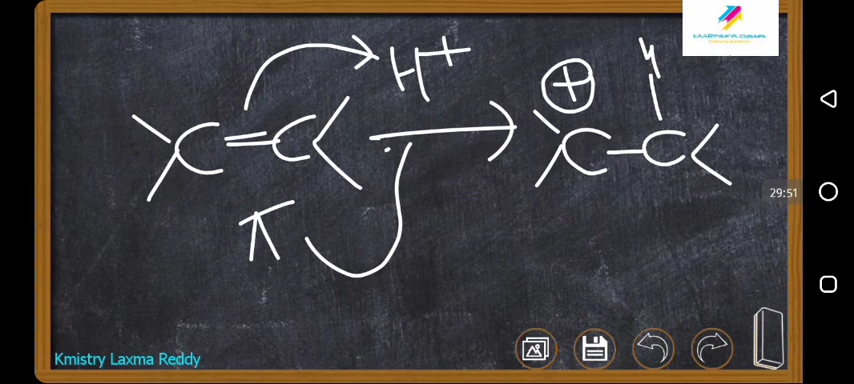 H+
C=C
⊕
H
C-C
π
29:51
Kmistry Laxma Reddy